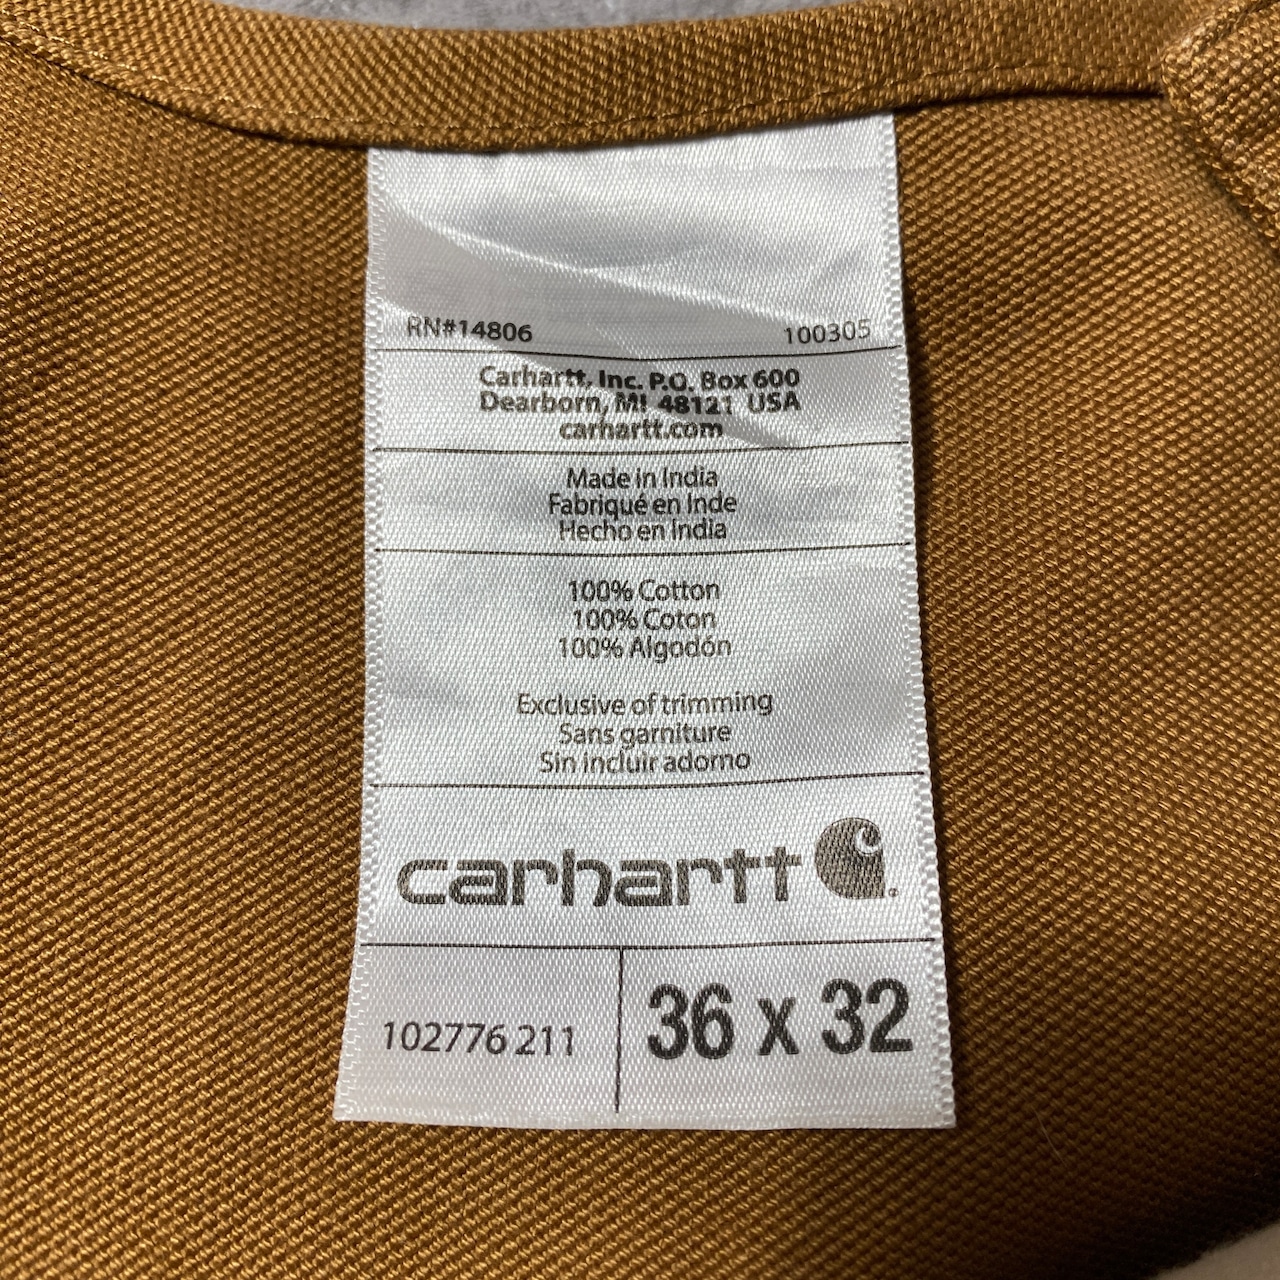 RN#14806 100305
Carhartt, Inc. P.O. Box 600
Dearborn, MI 48121 USA
carhartt.com
Made in India
Fabriqué en Inde
Hecho en India
100% Cotton
100% Coton
100% Algodón
Exclusive of trimming
Sans garniture
Sin incluir adorno
carhartt
102776 211 36 x 32